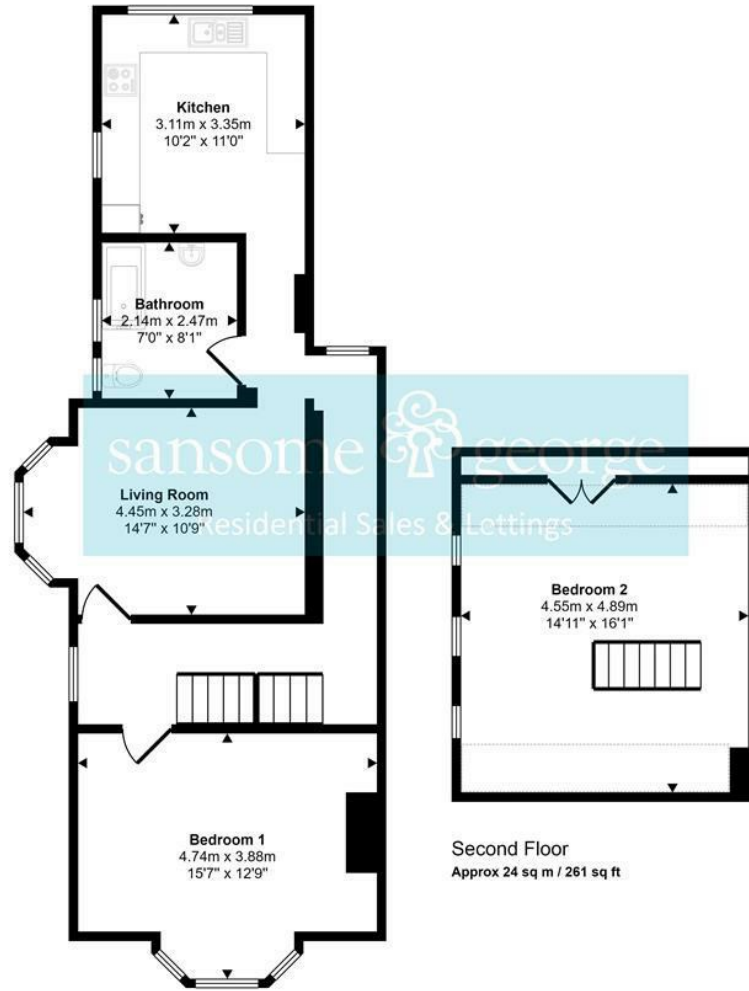 Kitchen
3.11m x 3.35m
10'2" x 11'0"
Bathroom
2.14m x 2.47m
7'0" x 8'1"
sansome george
Residential Sales & Lettings
Living Room
4.45m x 3.28m
14'7" x 10'9"
Bedroom 2
4.55m x 4.89m
14'11" x 16'1"
Bedroom 1
4.74m x 3.88m
15'7" x 12'9"
Second Floor
Approx 24 sq m / 261 sq ft